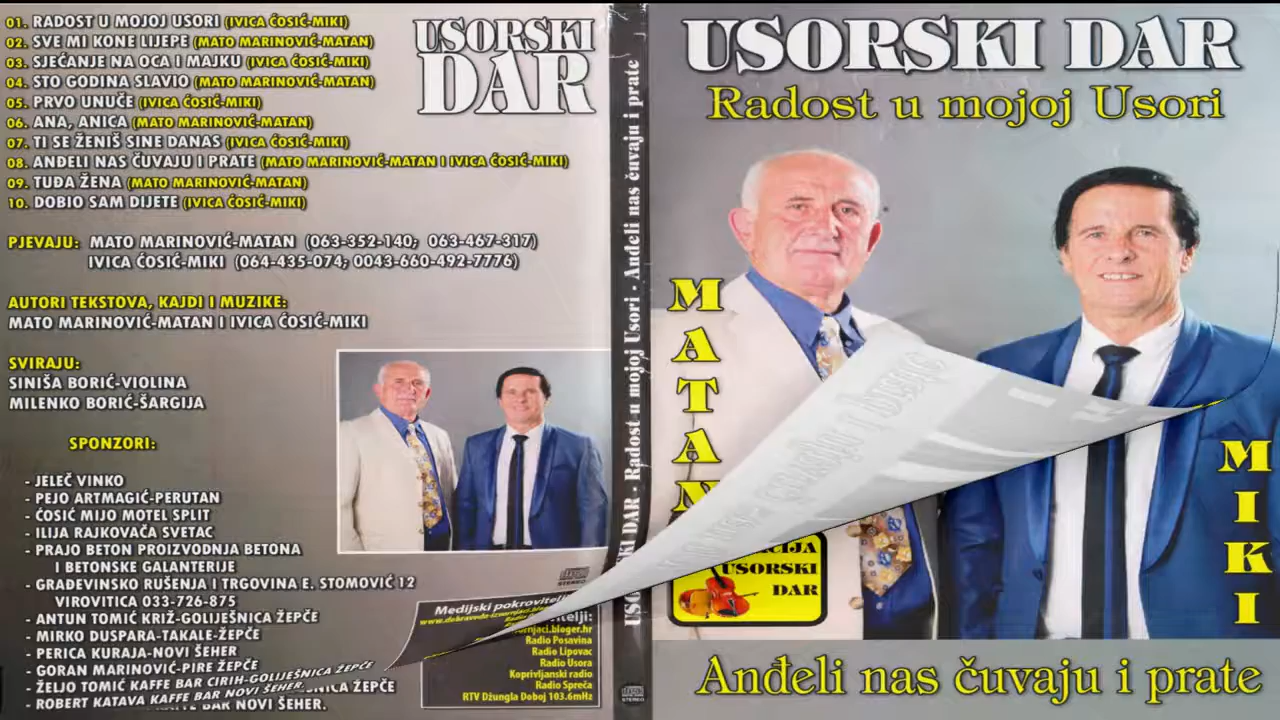 01. RADOST U MOJOJ USORI (IVICA ĆOSIĆ-MIKI)
02. SVE MI KONE LIJEPE (MATO MARINOVIĆ-MATAN)
03. SJEĆANJE NA OCA I MAJKU (IVICA ĆOSIĆ-MIKI)
04. STO GODINA SLAVIO (MATO MARINOVIĆ-MATAN)
05. PRVO UNUČE (IVICA ĆOSIĆ-MIKI)
06. ANA, ANICA (MATO MARINOVIĆ-MATAN)
07. TI SE ŽENIŠ SINE DANAS (IVICA ĆOSIĆ-MIKI)
08. ANĐELI NAS ČUVAJU I PRATE (MATO MARINOVIĆ-MATAN I IVICA ĆOSIĆ-MIKI)
09. TUĐA ŽENA (MATO MARINOVIĆ-MATAN)
10. DOBIO SAM DIJETE (IVICA ĆOSIĆ-MIKI)
PJEVAJU: MATO MARINOVIĆ-MATAN (063-352-140; 063-467-317)
IVICA ĆOSIĆ-MIKI (064-435-074; 0043-660-492-7776)
AUTORI TEKSTOVA, KAJDI I MUZIKE:
MATO MARINOVIĆ-MATAN I IVICA ĆOSIĆ-MIKI
SVIRAJU:
SINIŠA BORIĆ-VIOLINA
MILENKO BORIĆ-ŠARGIJA
SPONZORI:
- JELEČ VINKO
- PEJO ARTMAGIĆ-PERUTAN
- ĆOSIĆ MIJO MOTEL SPLIT
- ILIJA RAJKOVAČA SVETAC
- PRAJO BETON PROIZVODNJA BETONA
I BETONSKE GALANTERIJE
- GRAĐEVINSKO RUŠENJA I TRGOVINA E. STOMOVIĆ 12
VIROVITICA 033-726-875
- ANTUN TOMIĆ KRIŽ-GOLIJEŠNICA ŽEPČE
- MIRKO DUSPARA-TAKALE-ŽEPČE
- PERICA KURAJA-NOVI ŠEHER
- GORAN MARINOVIĆ-PIRE ŽEPČE
- ŽELJO TOMIĆ KAFFE BAR CIRIH-GOLIJEŠNICA ŽEPČE
- ROBERT KATAVA KAFFE BAR NOVI ŠEHER.
USORSKI
DAR
STEREO
Medijski pokrovitelji:
Radio Posavina
Radio Lipovac
Radio Usora
Koprivljanski radio
Radio Spreča
RTV Džungla Doboj 103.6mHz
USORSKI DAR - Radost u mojoj Usori - Anđeli nas čuvaju i prate
USORSKI DAR
Radost u mojoj Usori
MATAN
MIKI
USORSKI
DAR
Anđeli nas čuvaju i prate